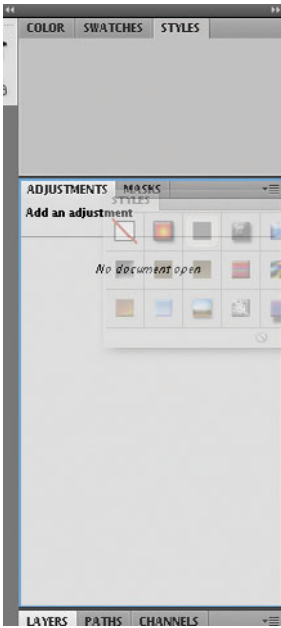 COLOR SWATCHES STYLES
ADJUSTMENTS MASKS
STYLES
Add an adjustment
No document open
LAYERS PATHS CHANNELS